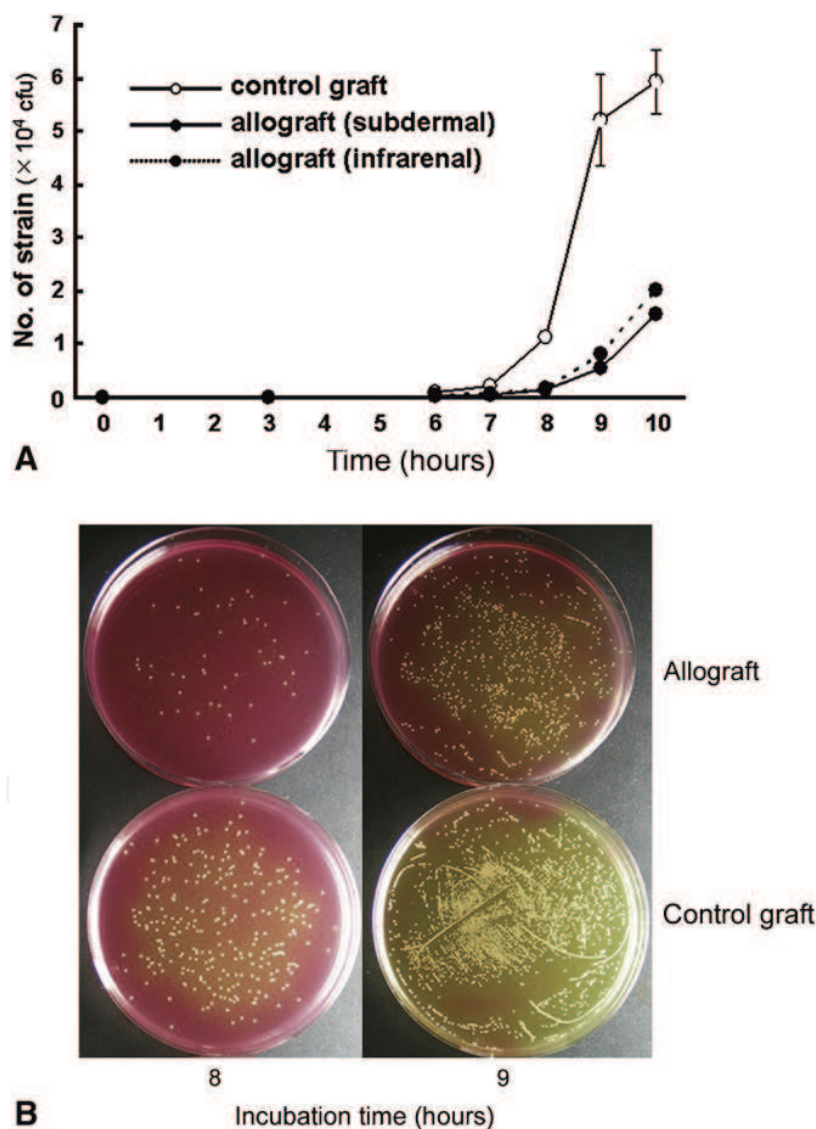 7
6
5
4
3
2
1
0
No. of strain (× 10⁴ cfu)
control graft
allograft (subdermal)
allograft (infrarenal)
0 1 2 3 4 5 6 7 8 9 10
A Time (hours)
Allograft
Control graft
8 9
B Incubation time (hours)